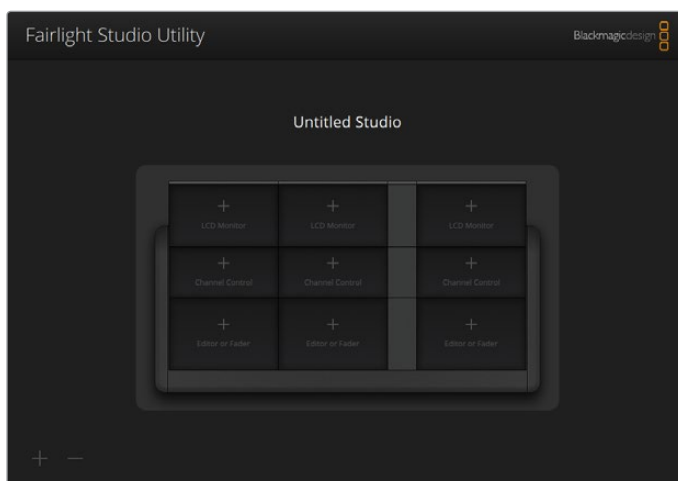 Fairlight Studio Utility
Blackmagicdesign
Untitled Studio
LCD Monitor LCD Monitor LCD Monitor
Channel Control Channel Control Channel Control
Editor or Fader Editor or Fader Editor or Fader